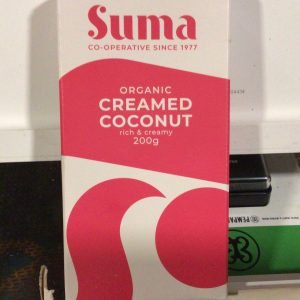 Suma
CO-OPERATIVE SINCE 1977
ORGANIC
CREAMED
COCONUT
rich & creamy
200g